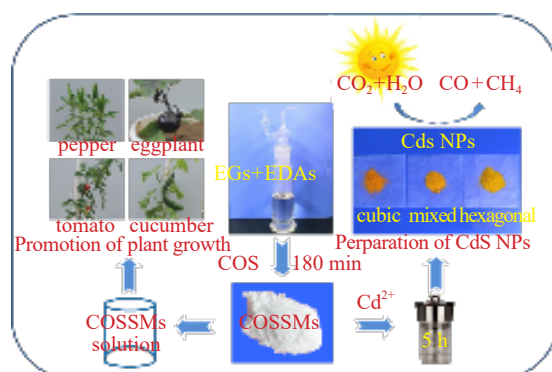 CO₂+H₂O CO+CH₄
pepper eggplant
EGs+EDAs
Cds NPs
cubic mixed hexagonal
tomato cucumber
Promotion of plant growth
Perparation of CdS NPs
COS 180 min
COSSMs
solution
COSSMs
Cd²⁺
5 h